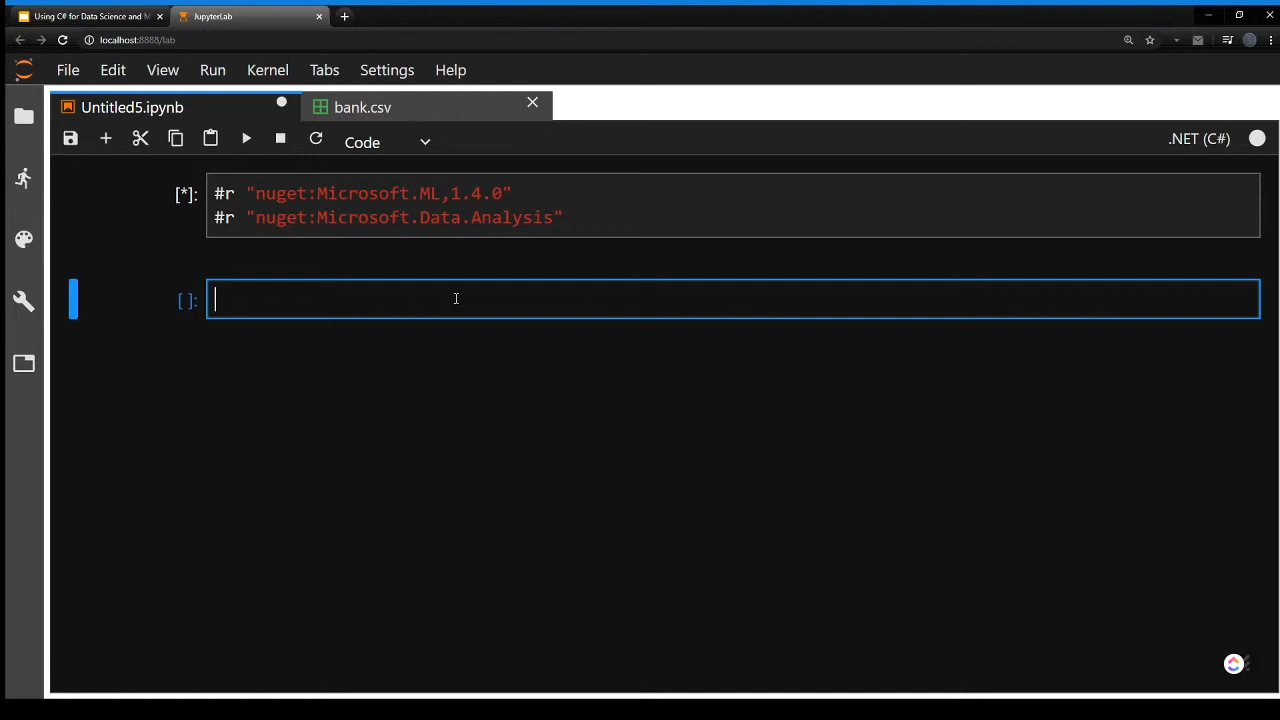 Using C# for Data Science and M
JupyterLab
localhost:8888/lab
File Edit View Run Kernel Tabs Settings Help
Untitled5.ipynb
bank.csv
Code
.NET (C#)
[*]: #r "nuget:Microsoft.ML,1.4.0"
#r "nuget:Microsoft.Data.Analysis"
[ ]: